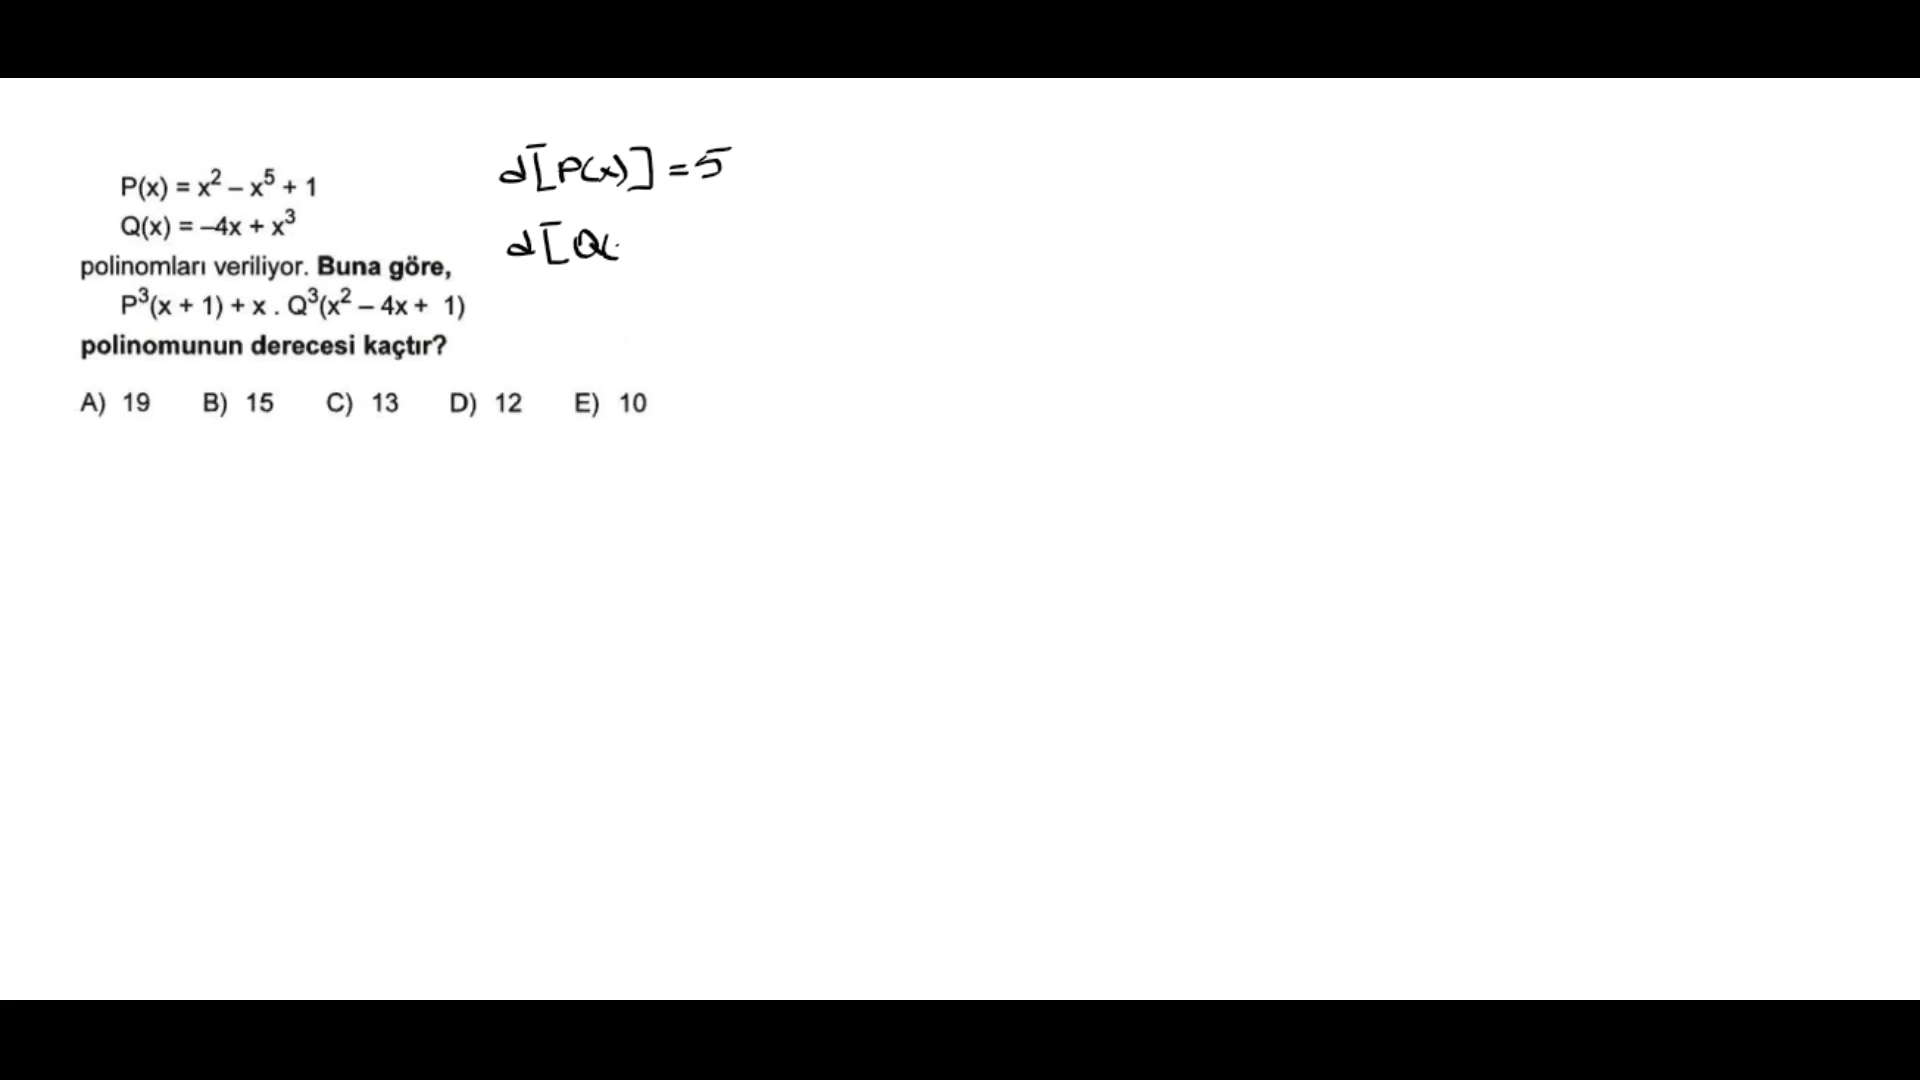 P(x) = x² – x⁵ + 1
Q(x) = –4x + x³
polinomları veriliyor. Buna göre,
P³(x + 1) + x . Q³(x² – 4x + 1)
polinomunun derecesi kaçtır?
A) 19 B) 15 C) 13 D) 12 E) 10
d[P(x)] = 5
d[Q(